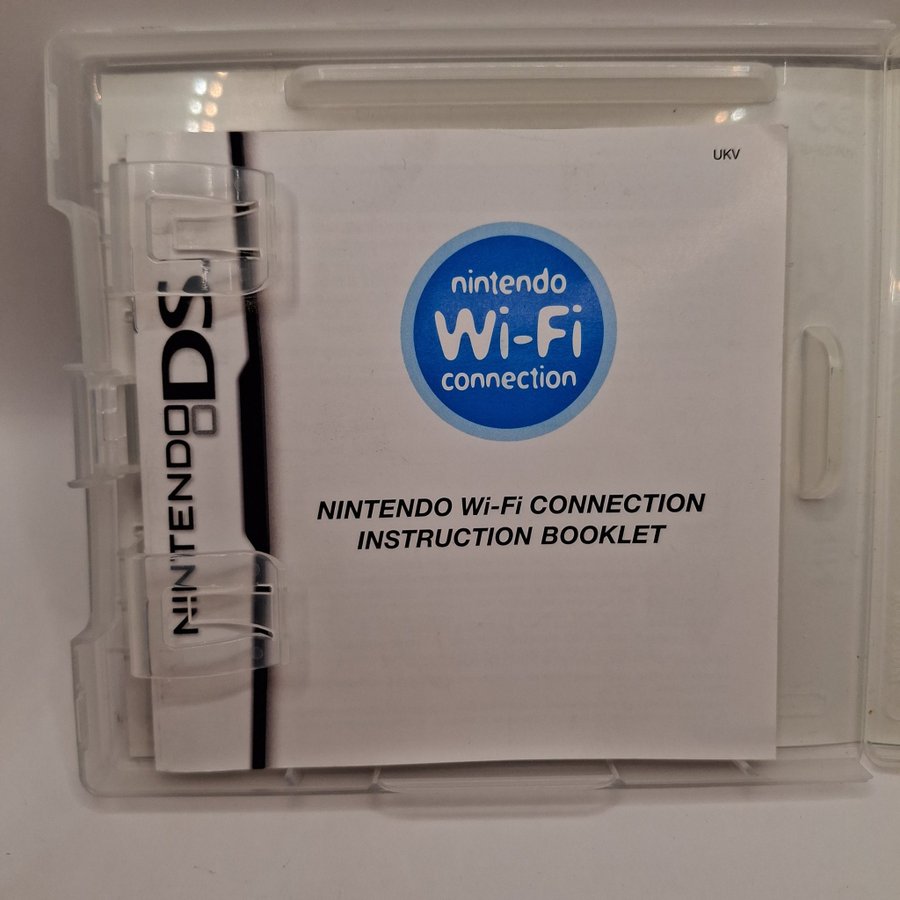 UKV
nintendo
Wi-Fi
connection
NINTENDO Wi-Fi CONNECTION
INSTRUCTION BOOKLET
NINTENDO DS